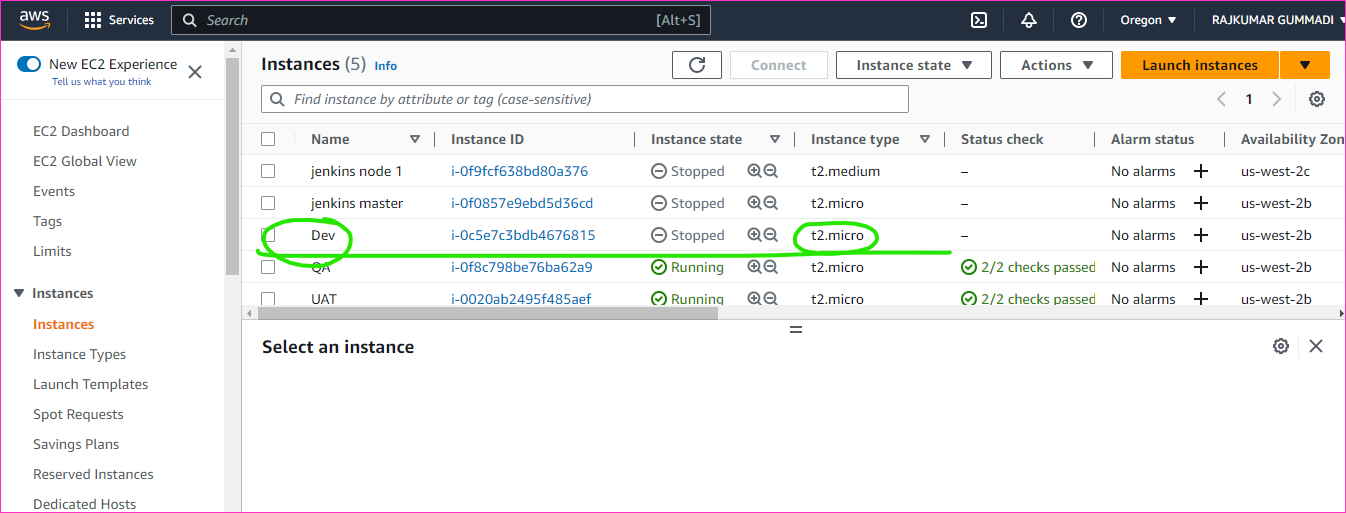 aws Services Search [Alt+S] Oregon RAJKUMAR GUMMADI
New EC2 Experience
Tell us what you think
EC2 Dashboard
EC2 Global View
Events
Tags
Limits
Instances
Instances
Instance Types
Launch Templates
Spot Requests
Savings Plans
Reserved Instances
Dedicated Hosts
Instances (5) Info Connect Instance state Actions Launch instances
Find instance by attribute or tag (case-sensitive) 1
Name Instance ID Instance state Instance type Status check Alarm status Availability Zon
jenkins node 1 i-0f9fcf638bd80a376 Stopped t2.medium – No alarms us-west-2c
jenkins master i-0f0857e9ebd5d36cd Stopped t2.micro – No alarms us-west-2b
Dev i-0c5e7c3bdb4676815 Stopped t2.micro – No alarms us-west-2b
QA i-0f8c798be76ba62a9 Running t2.micro 2/2 checks passed No alarms us-west-2b
UAT i-0020ab2495f485aef Running t2.micro 2/2 checks passed No alarms us-west-2b
Select an instance